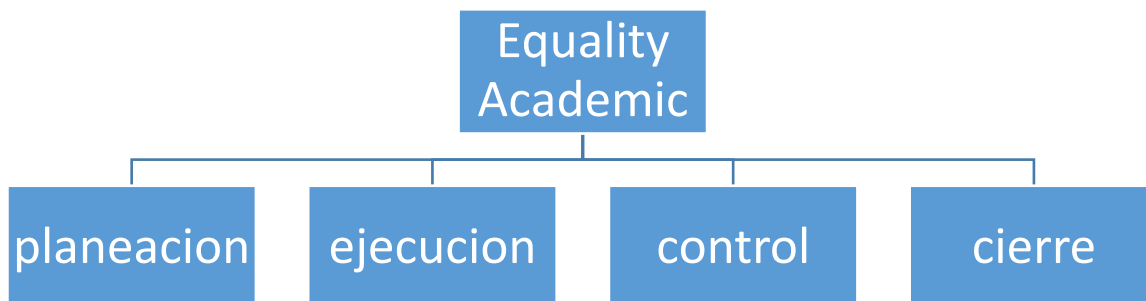 Equality
Academic
planeacion
ejecucion
control
cierre